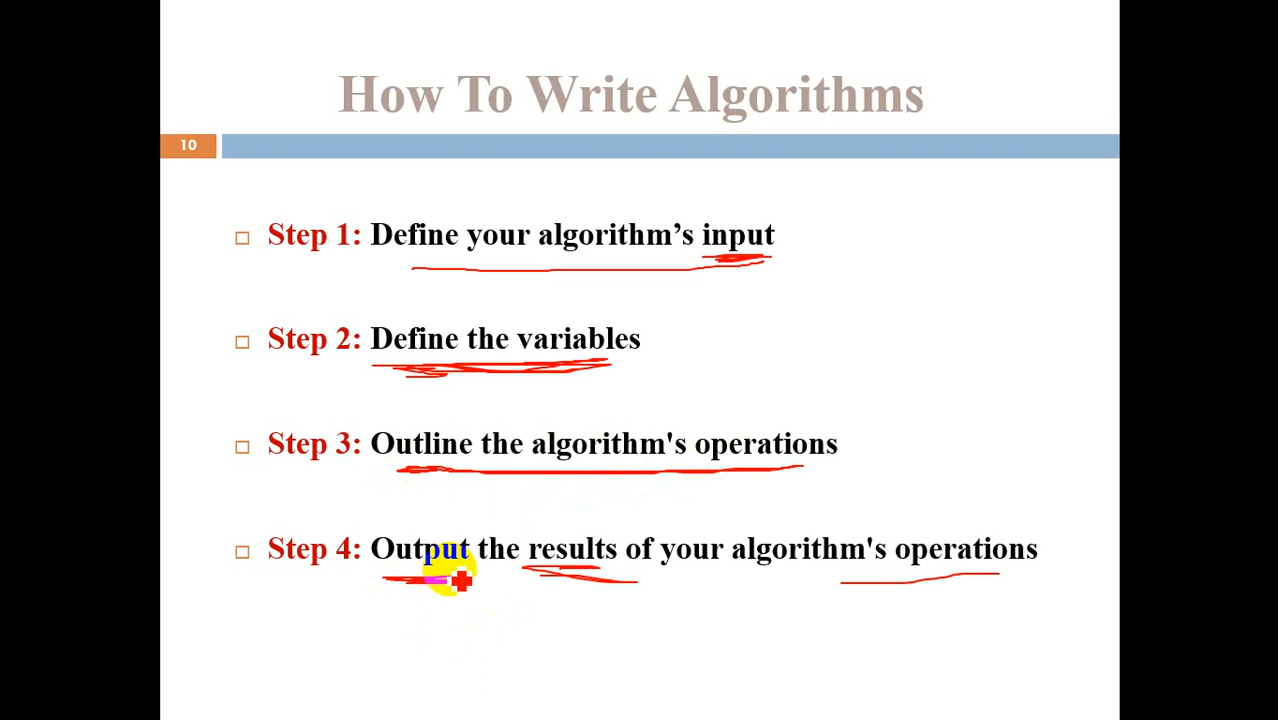 How To Write Algorithms
10
Step 1: Define your algorithm’s input
Step 2: Define the variables
Step 3: Outline the algorithm's operations
Step 4: Output the results of your algorithm's operations